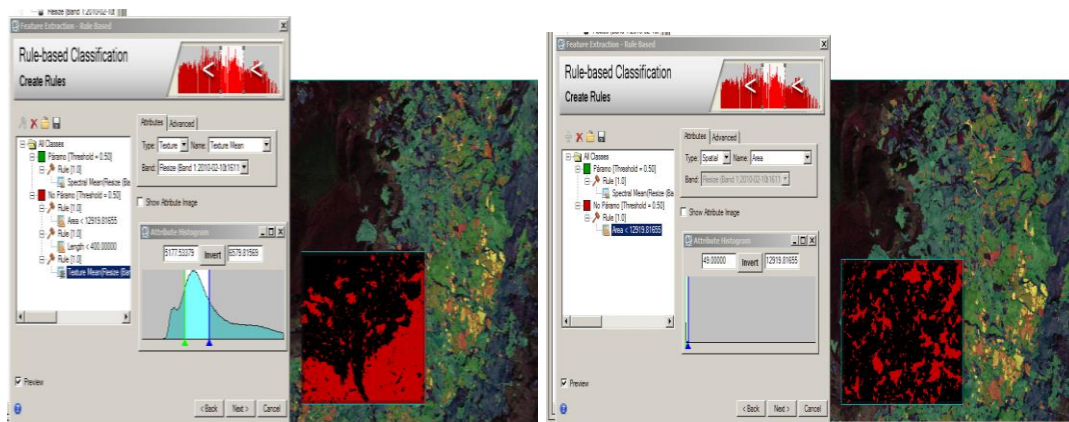 Feature Extraction - Rule Based
Rule-based Classification
Create Rules
Attributes Advanced
Type: Texture Name: Texture Mean
Band: Resize (Band 1:2010-02-10t1611
Show Attribute Image
All Classes
Páramo [Threshold = 0.50]
Rule [1.0]
Spectral Mean(Resize (Ba
No Páramo [Threshold = 0.50]
Rule [1.0]
Area < 12919.81655
Rule [1.0]
Length < 400.00000
Rule [1.0]
Texture Mean(Resize (Ban
Attribute Histogram
5177.53379 Invert 6579.81569
Preview
< Back Next > Cancel
Feature Extraction - Rule Based
Rule-based Classification
Create Rules
Attributes Advanced
Type: Spatial Name: Area
Band: Resize (Band 1:2010-02-10t1611
Show Attribute Image
All Classes
Páramo [Threshold = 0.50]
Rule [1.0]
Spectral Mean(Resize (Ba
No Páramo [Threshold = 0.50]
Rule [1.0]
Area < 12919.81655
Attribute Histogram
49.00000 Invert 12919.81655
Preview
< Back Next > Cancel